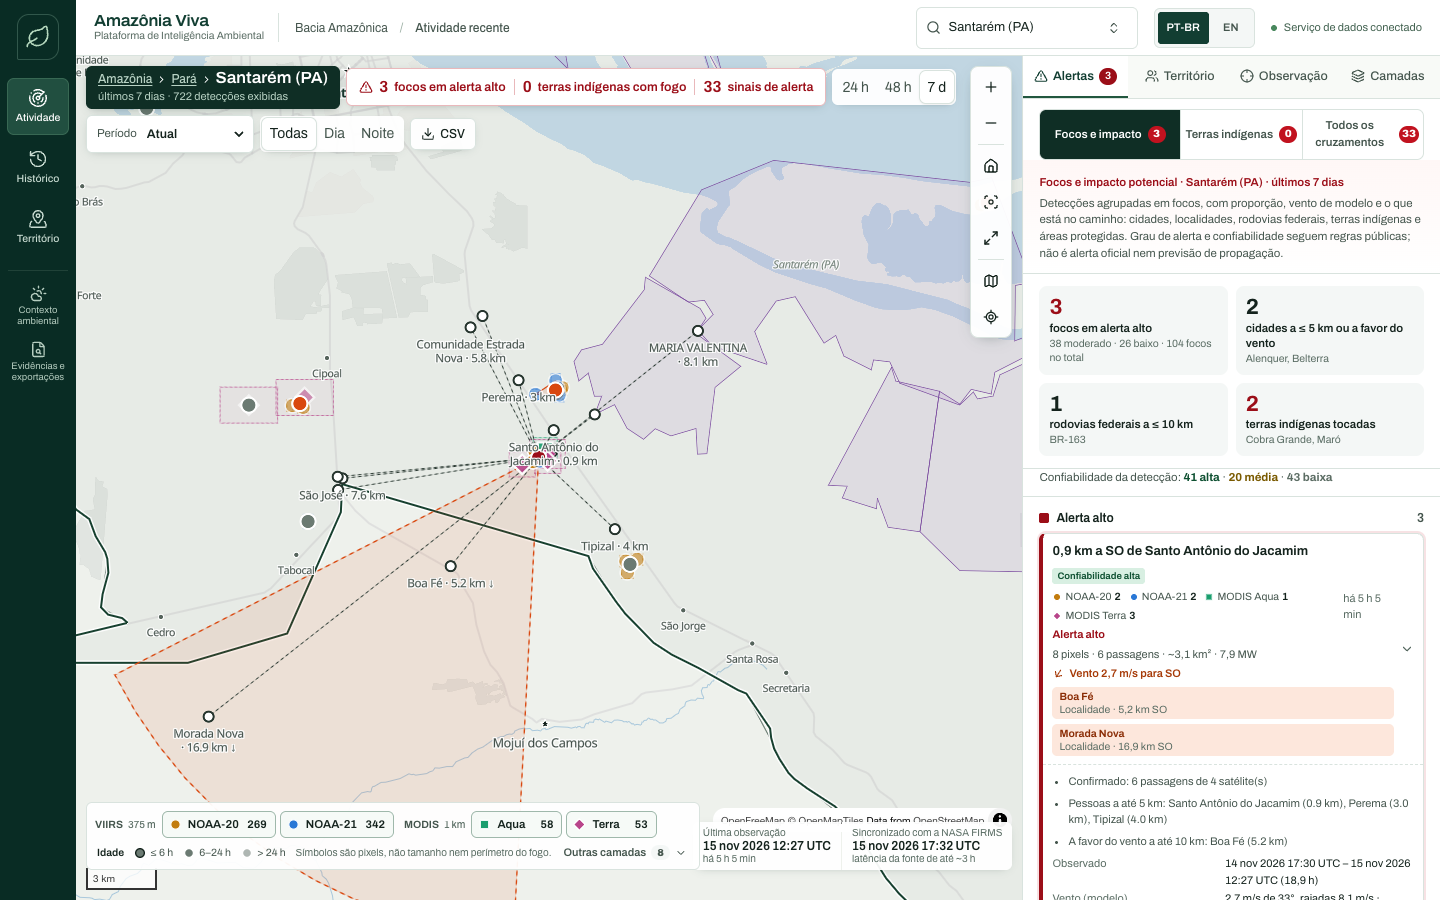 Amazônia Viva
Plataforma de Inteligência Ambiental
Bacia Amazônica / Atividade recente
Santarém (PA)
PT-BR EN
Serviço de dados conectado
Atividade
Histórico
Território
Contexto
ambiental
Evidências e
exportações
Amazônia › Pará › Santarém (PA)
últimos 7 dias · 722 detecções exibidas
3 focos em alerta alto
0 terras indígenas com fogo
33 sinais de alerta
24 h 48 h 7 d
Período Atual
Todas Dia Noite
CSV
Brás
Forte
Santarém (PA)
Comunidade Estrada
Nova · 5.8 km
MARIA VALENTINA
· 8.1 km
Cipoal
Perema · 3 km
Santo Antônio do
Jacamim · 0.9 km
São José · 7.6 km
Tipizal · 4 km
Tabocal
Boa Fé · 5.2 km ↓
Cedro
São Jorge
Santa Rosa
Secretaria
Morada Nova
· 16.9 km ↓
Mojuí dos Campos
VIIRS 375 m
NOAA-20 269
NOAA-21 342
MODIS 1 km
Aqua 58
Terra 53
Idade ≤ 6 h 6–24 h > 24 h
Símbolos são pixels, não tamanho nem perímetro do fogo.
Outras camadas 8
3 km
OpenFreeMap © OpenMapTiles Data from OpenStreetMap
Última observação
15 nov 2026 12:27 UTC
há 5 h 5 min
Sincronizado com a NASA FIRMS
15 nov 2026 17:32 UTC
latência da fonte de até ~3 h
Alertas 3
Território
Observação
Camadas
Focos e impacto 3
Terras indígenas 0
Todos os
cruzamentos 33
Focos e impacto potencial · Santarém (PA) · últimos 7 dias
Detecções agrupadas em focos, com proporção, vento de modelo e o que
está no caminho: cidades, localidades, rodovias federais, terras indígenas e
áreas protegidas. Grau de alerta e confiabilidade seguem regras públicas;
não é alerta oficial nem previsão de propagação.
3
focos em alerta alto
38 moderado · 26 baixo · 104 focos
no total
2
cidades a ≤ 5 km ou a favor do
vento
Alenquer, Belterra
1
rodovias federais a ≤ 10 km
BR-163
2
terras indígenas tocadas
Cobra Grande, Maró
Confiabilidade da detecção: 41 alta · 20 média · 43 baixa
Alerta alto 3
0,9 km a SO de Santo Antônio do Jacamim
Confiabilidade alta
NOAA-20 2 NOAA-21 2 MODIS Aqua 1
MODIS Terra 3
há 5 h 5
min
Alerta alto
8 pixels · 6 passagens · ~3,1 km² · 7,9 MW
Vento 2,7 m/s para SO
Boa Fé
Localidade · 5,2 km SO
Morada Nova
Localidade · 16,9 km SO
• Confirmado: 6 passagens de 4 satélite(s)
• Pessoas a até 5 km: Santo Antônio do Jacamim (0.9 km), Perema (3.0
km), Tipizal (4.0 km)
• A favor do vento a até 10 km: Boa Fé (5.2 km)
Observado 14 nov 2026 17:30 UTC – 15 nov 2026
12:27 UTC (18,9 h)
Vento (modelo) 2,7 m/s de 33°, rajadas 8,1 m/s ·